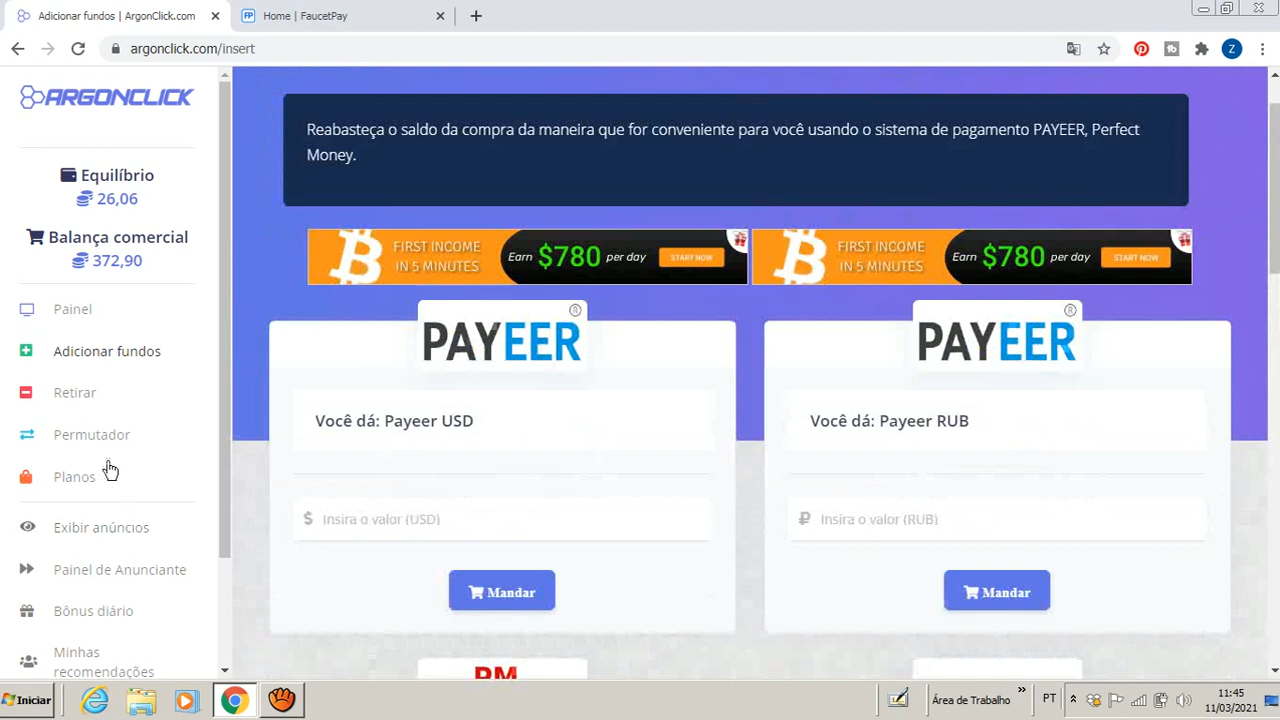 Adicionar fundos | ArgonClick.com
FP Home | FaucetPay
argonclick.com/insert
Z
ARGONCLICK
Equilíbrio
26,06
Balança comercial
372,90
Painel
Adicionar fundos
Retirar
Permutador
Planos
Exibir anúncios
Painel de Anunciante
Bônus diário
Minhas
recomendações
Reabasteça o saldo da compra da maneira que for conveniente para você usando o sistema de pagamento PAYEER, Perfect
Money.
FIRST INCOME
IN 5 MINUTES
Earn $780 per day
START NOW
FIRST INCOME
IN 5 MINUTES
Earn $780 per day
START NOW
PAYEER®
Você dá: Payeer USD
$ Insira o valor (USD)
Mandar
PAYEER®
Você dá: Payeer RUB
₽ Insira o valor (RUB)
Mandar
PM
Iniciar
Área de Trabalho
»
PT
11:45
11/03/2021